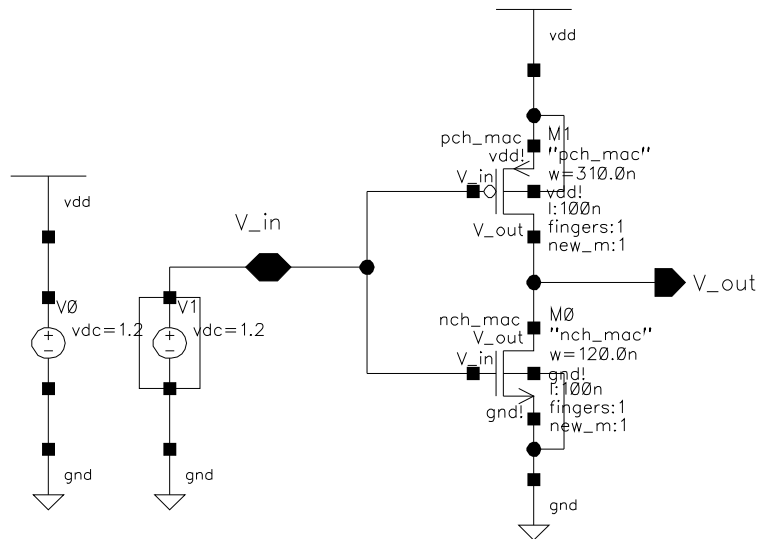 vdd
M1
pch_mac
vdd!
"pch_mac"
w=310.0n
V_in
vdd!
l:100n
fingers:1
V_out
new_m:1
vdd
V_in
V0
vdc=1.2
V1
vdc=1.2
V_out
M0
nch_mac
V_out
"nch_mac"
w=120.0n
V_in
gnd!
l:100n
fingers:1
gnd!
new_m:1
gnd
gnd
gnd